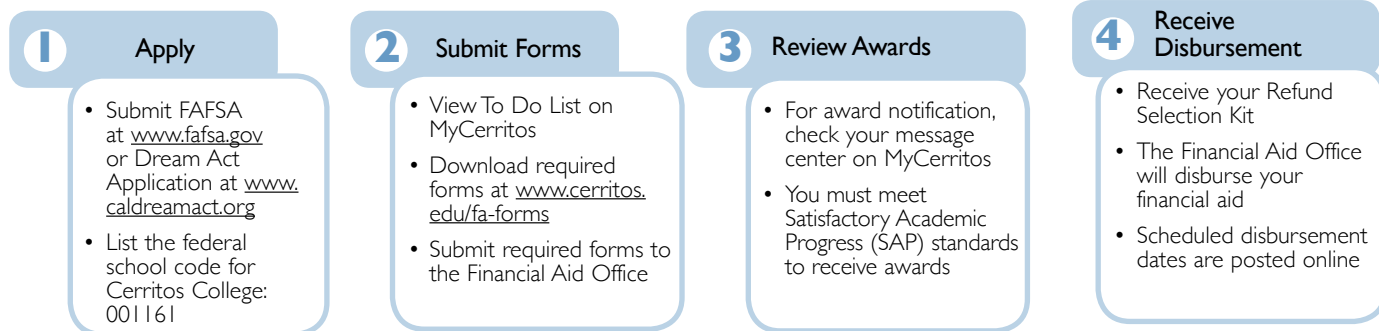 1
Apply
• Submit FAFSA
at www.fafsa.gov
or Dream Act
Application at www.
caldreamact.org
• List the federal
school code for
Cerritos College:
001161
2
Submit Forms
• View To Do List on
MyCerritos
• Download required
forms at www.cerritos.
edu/fa-forms
• Submit required forms to
the Financial Aid Office
3
Review Awards
• For award notification,
check your message
center on MyCerritos
• You must meet
Satisfactory Academic
Progress (SAP) standards
to receive awards
4
Receive
Disbursement
• Receive your Refund
Selection Kit
• The Financial Aid Office
will disburse your
financial aid
• Scheduled disbursement
dates are posted online